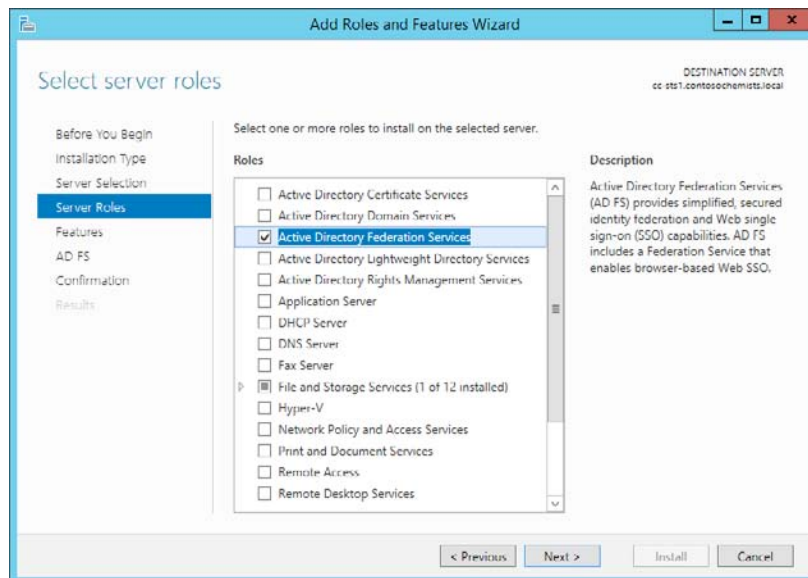 Add Roles and Features Wizard
Select server roles
DESTINATION SERVER
cc-sts1.contosochemists.local
Before You Begin
Installation Type
Server Selection
Server Roles
Features
AD FS
Confirmation
Results
Select one or more roles to install on the selected server.
Roles
Active Directory Certificate Services
Active Directory Domain Services
Active Directory Federation Services
Active Directory Lightweight Directory Services
Active Directory Rights Management Services
Application Server
DHCP Server
DNS Server
Fax Server
File and Storage Services (1 of 12 installed)
Hyper-V
Network Policy and Access Services
Print and Document Services
Remote Access
Remote Desktop Services
Description
Active Directory Federation Services
(AD FS) provides simplified, secured
identity federation and Web single
sign-on (SSO) capabilities. AD FS
includes a Federation Service that
enables browser-based Web SSO.
< Previous
Next >
Install
Cancel